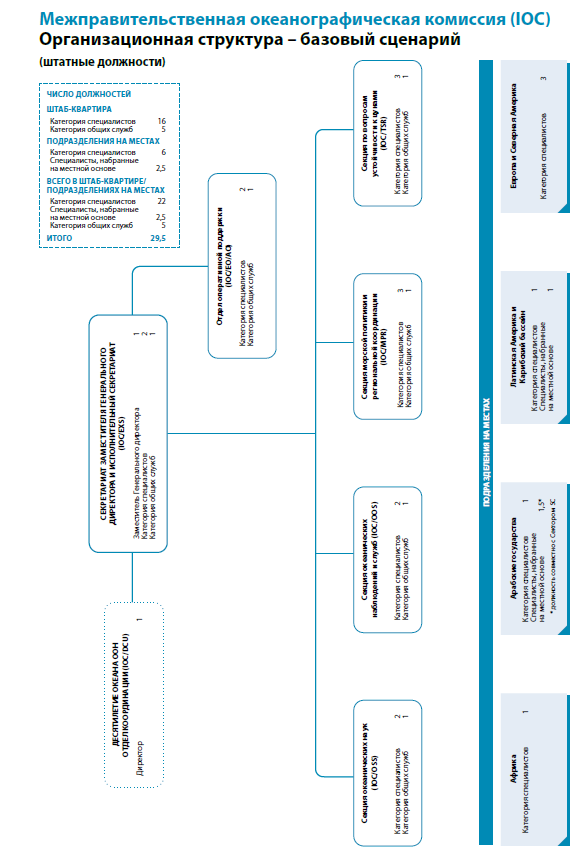 Межправительственная океанографическая комиссия (IOC)
Организационная структура – базовый сценарий
(штатные должности)
ЧИСЛО ДОЛЖНОСТЕЙ
ШТАБ-КВАРТИРА
Категория специалистов 16
Категория общих служб 5
ПОДРАЗДЕЛЕНИЯ НА МЕСТАХ
Категория специалистов 6
Специалисты, набранные
на местной основе 2,5
ВСЕГО В ШТАБ-КВАРТИРЕ/
ПОДРАЗДЕЛЕНИЯХ НА МЕСТАХ
Категория специалистов 22
Специалисты, набранные
на местной основе 2,5
Категория общих служб 5
ИТОГО 29,5
СЕКРЕТАРИАТ ЗАМЕСТИТЕЛЯ ГЕНЕРАЛЬНОГО
ДИРЕКТОРА И ИСПОЛНИТЕЛЬНЫЙ СЕКРЕТАРИАТ
(IOC/EXS)
Заместитель Генерального директора 1
Категория специалистов 2
Категория общих служб 1
ДЕСЯТИЛЕТИЕ ОКЕАНА ООН
ОТДЕЛ КООРДИНАЦИИ (IOC/DCU)
Директор 1
Отдел оперативной поддержки
(IOC/EO/AO)
Категория специалистов 2
Категория общих служб 1
Секция по вопросам
устойчивости к цунами
(IOC/TSR)
Категория специалистов 3
Категория общих служб 1
Секция морской политики и
региональной координации
(IOC/MPR)
Категория специалистов 3
Категория общих служб 1
Секция океанических
наблюдений и служб (IOC/OOS)
Категория специалистов 2
Категория общих служб 1
Секция океанических наук
(IOC/OSS)
Категория специалистов 2
Категория общих служб 1
ПОДРАЗДЕЛЕНИЯ НА МЕСТАХ
Европа и Северная Америка
Категория специалистов 3
Латинская Америка и
Карибский бассейн
Категория специалистов 1
Специалисты, набранные
на местной основе 1
Арабские государства
Категория специалистов 1
Специалисты, набранные
на местной основе 1,5*
* должность совместно с Сектором SC
Африка
Категория специалистов 1